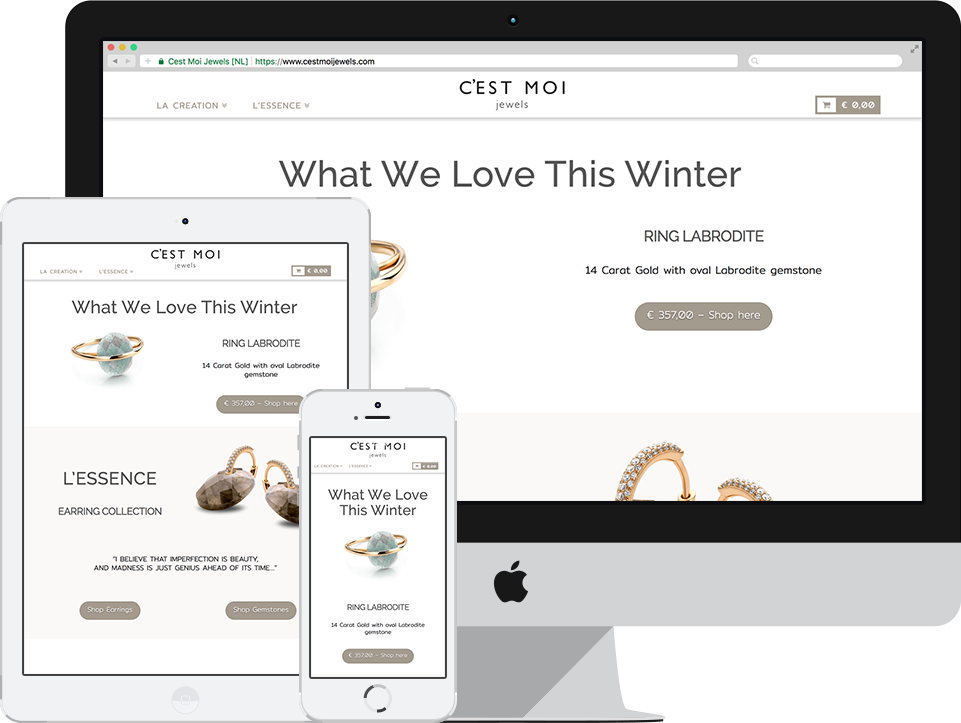 Cest Moi Jewels [NL]
https://www.cestmoijewels.com
C'EST MOI
jewels
LA CREATION
L'ESSENCE
€ 0,00
What We Love This Winter
RING LABRODITE
14 Carat Gold with oval Labrodite gemstone
€ 357,00 – Shop here
C'EST MOI
jewels
LA CREATION
L'ESSENCE
€ 0,00
What We Love This Winter
RING LABRODITE
14 Carat Gold with oval Labrodite
gemstone
€ 357,00 – Shop here
L'ESSENCE
EARRING COLLECTION
"I BELIEVE THAT IMPERFECTION IS BEAUTY,
AND MADNESS IS JUST GENIUS AHEAD OF ITS TIME..."
Shop Earrings
Shop Gemstones
C'EST MOI
jewels
LA CREATION
L'ESSENCE
€ 0,00
What We Love
This Winter
RING LABRODITE
14 Carat Gold with oval Labrodite
gemstone
€ 357,00 – Shop here